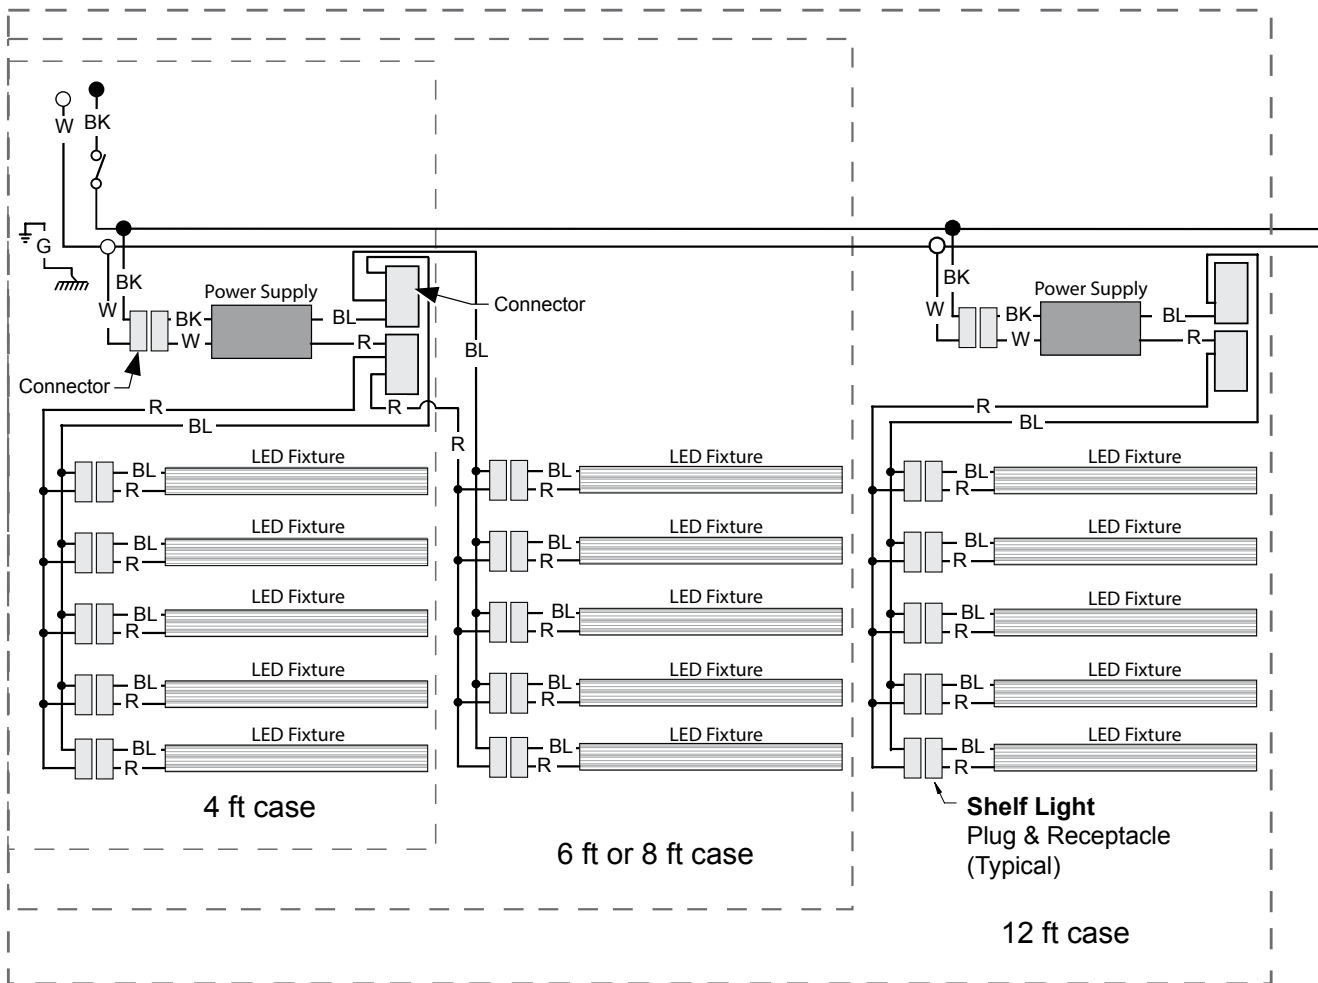 W BK
G
BK BK
W W
Power Supply Power Supply
BK BL BK BL
W R W R
Connector
Connector
BL
R R
R
BL BL
R
LED Fixture LED Fixture LED Fixture
BL BL BL
R R R
LED Fixture LED Fixture LED Fixture
BL BL BL
R R R
LED Fixture LED Fixture LED Fixture
BL BL BL
R R R
LED Fixture LED Fixture LED Fixture
BL BL BL
R R R
LED Fixture LED Fixture LED Fixture
BL BL BL
R R R
4 ft case
6 ft or 8 ft case
Shelf Light
Plug & Receptacle
(Typical)
12 ft case